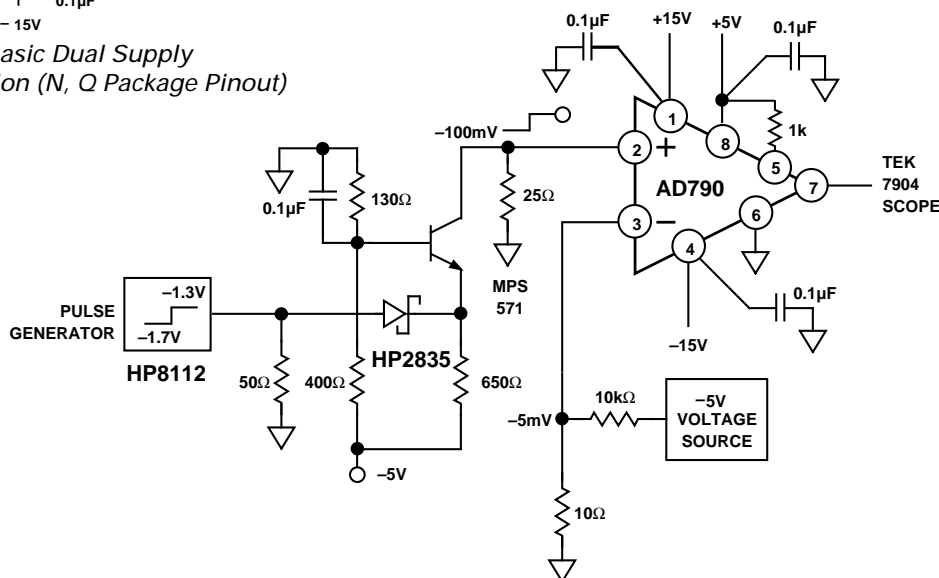 0.1µF
– 15V
asic Dual Supply
ion (N, Q Package Pinout)
0.1µF
+15V
+5V
0.1µF
–100mV
1
8
1k
2
+
5
AD790
7
TEK
7904
SCOPE
0.1µF
130Ω
25Ω
3
–
6
4
MPS
571
PULSE
GENERATOR
–1.3V
–1.7V
HP8112
HP2835
0.1µF
–15V
50Ω
400Ω
650Ω
10kΩ
–5V
VOLTAGE
SOURCE
–5mV
–5V
10Ω